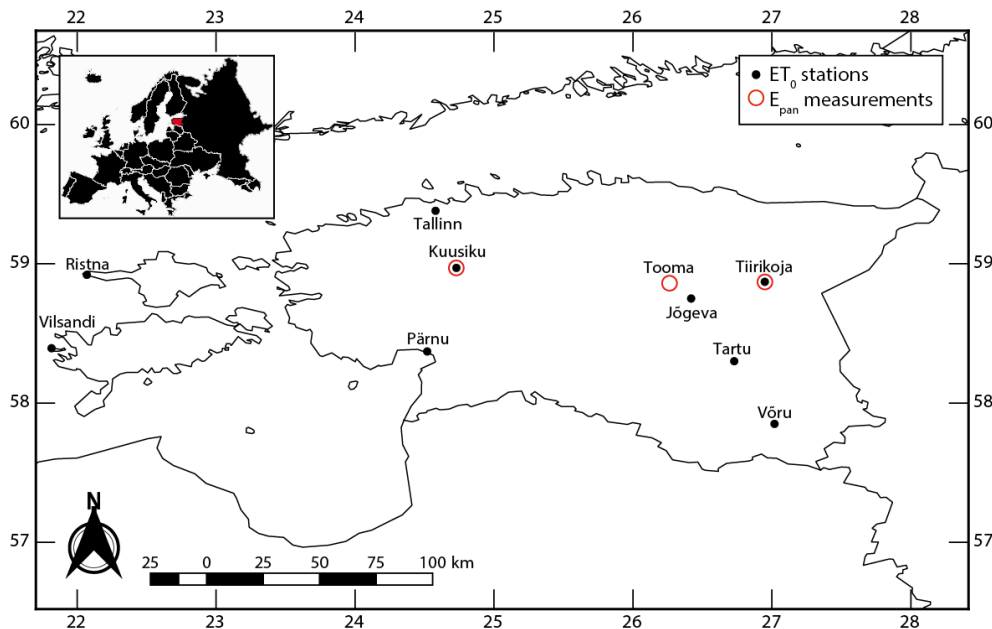 22 23 24 25 26 27 28
ET0 stations
Epan measurements
60 60
Tallinn
Kuusiku
59 59
Ristna
Tooma
Tiirikoja
Jõgeva
Vilsandi
Pärnu
Tartu
58 58
Võru
N
57 57
25 0 25 50 75 100 km
22 23 24 25 26 27 28